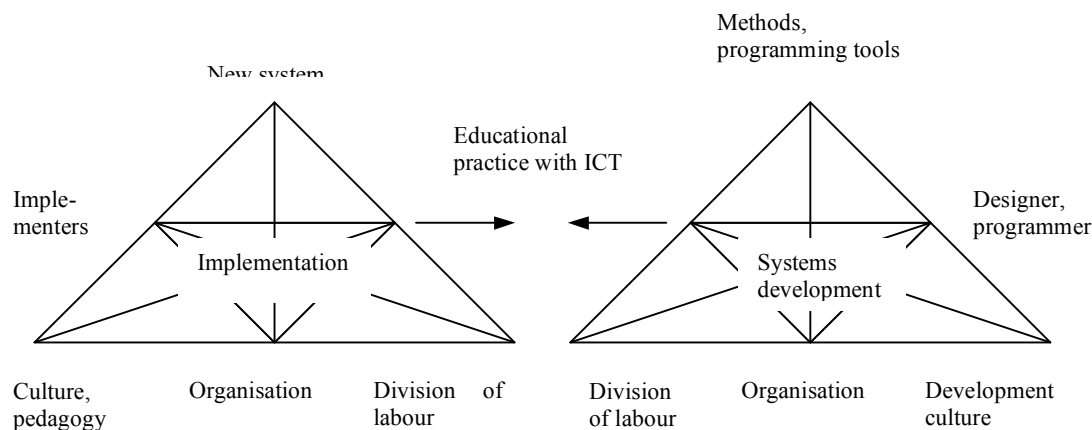 Methods,
programming tools
New system
Educational
practice with ICT
Imple-
menters
Designer,
programmer
Implementation
Systems
development
Culture,
pedagogy
Organisation
Division of
labour
Division
of labour
Organisation
Development
culture